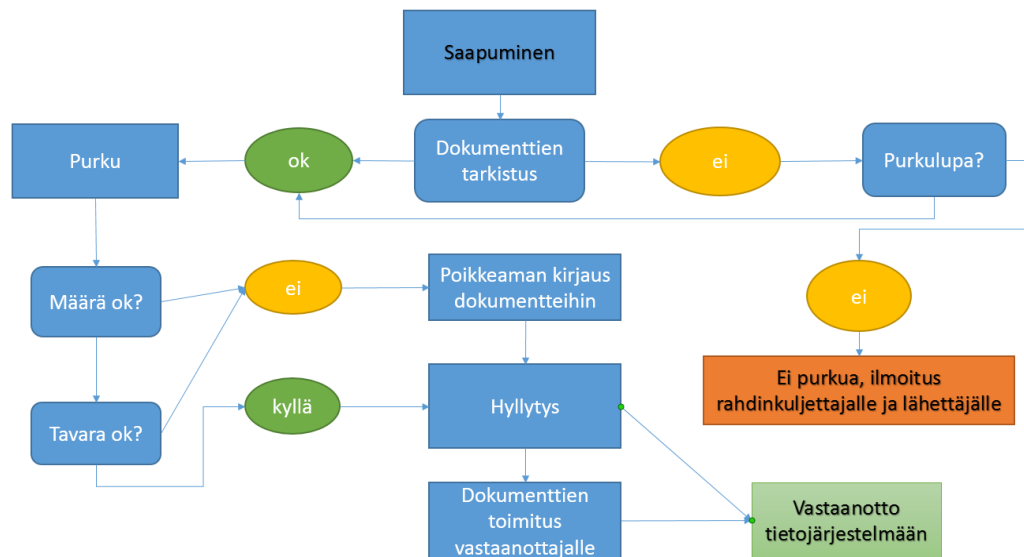 Saapuminen
Purku
ok
Dokumenttien
tarkistus
ei
Purkulupa?
Määrä ok?
ei
Poikkeaman kirjaus
dokumentteihin
ei
Tavara ok?
kyllä
Hyllytys
Ei purkua, ilmoitus
rahdinkuljettajalle ja lähettäjälle
Dokumenttien
toimitus
vastaanottajalle
Vastaanotto
tietojärjestelmään